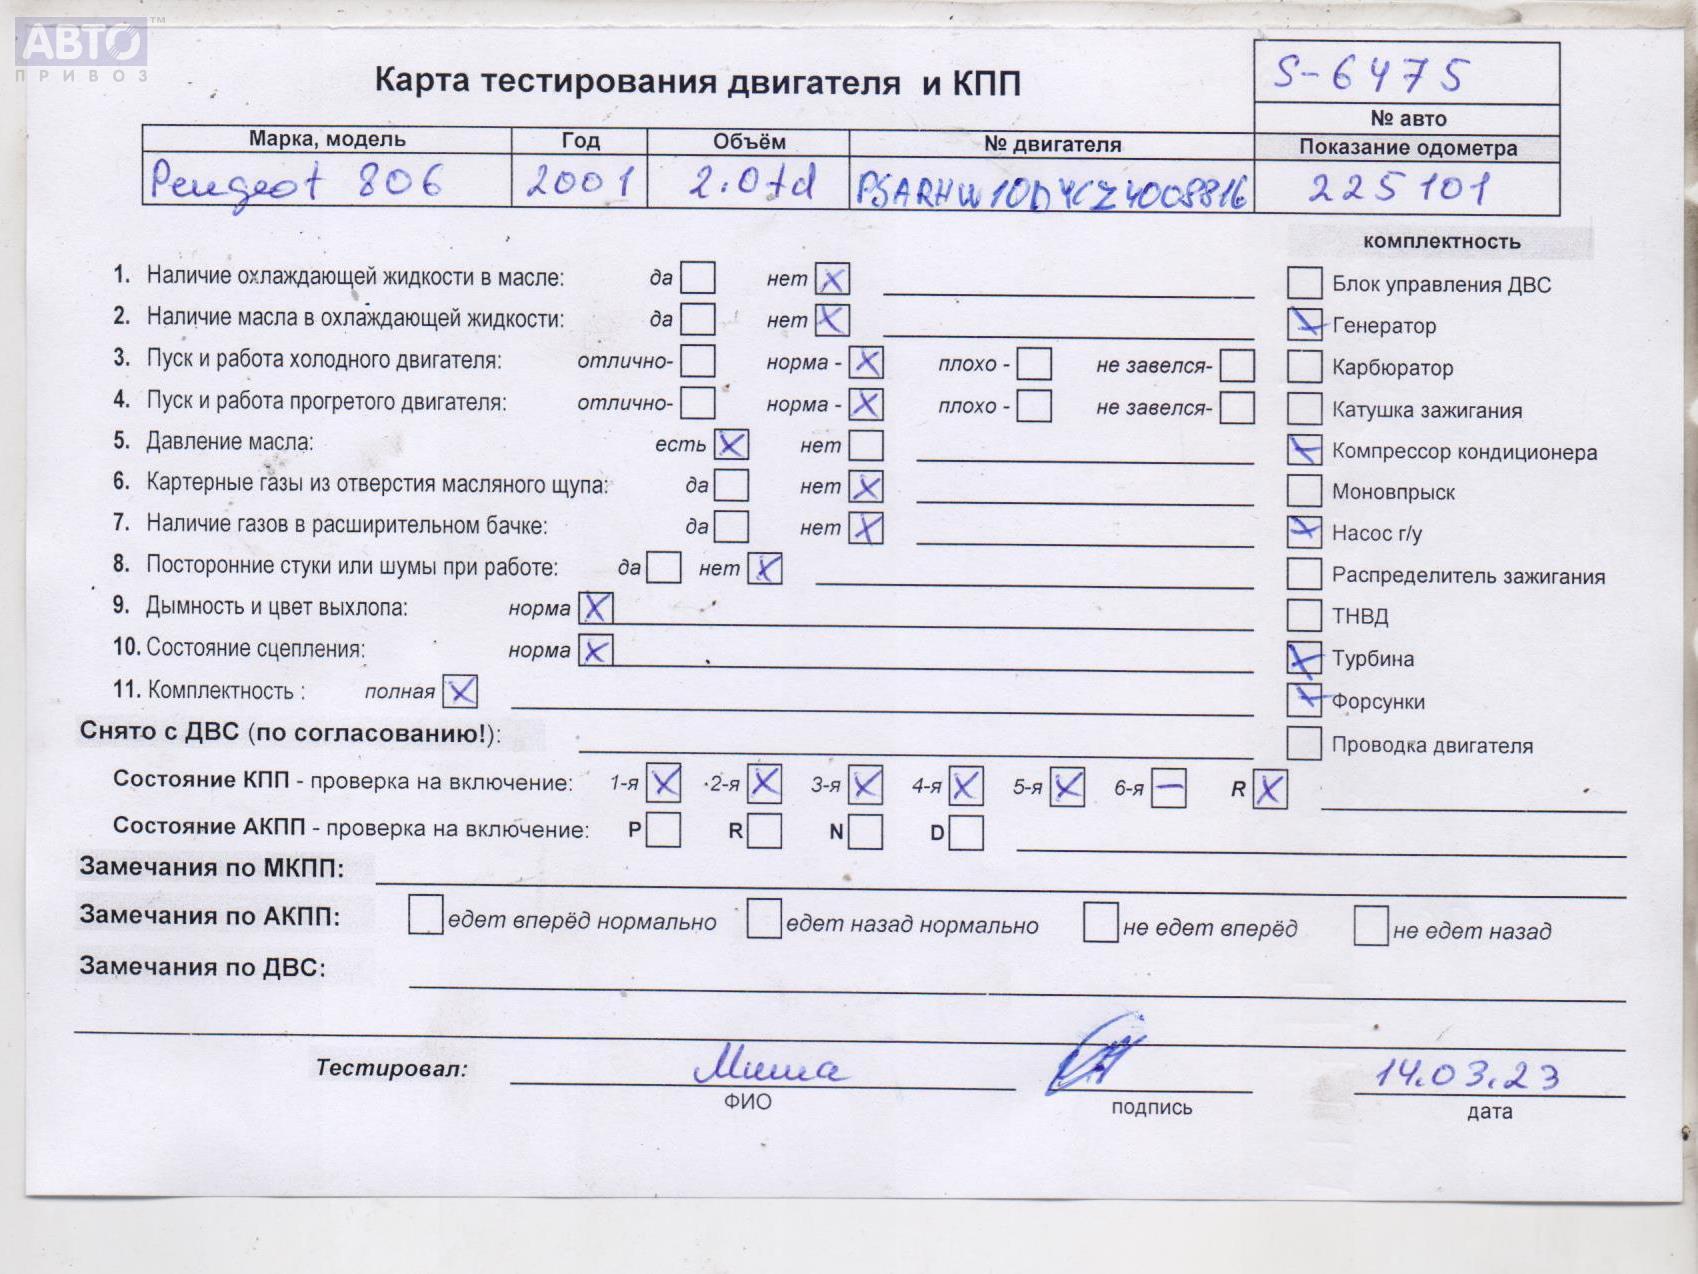 АВТО™
ПРИВОЗ
Карта тестирования двигателя и КПП
S-6475
№ авто
Марка, модель Год Объём № двигателя Показание одометра
Peugeot 806 2001 2.0td PSARHW10D4CZ4008816 225101
комплектность
1. Наличие охлаждающей жидкости в масле: да нет X
2. Наличие масла в охлаждающей жидкости: да нет X
3. Пуск и работа холодного двигателя: отлично- норма - X плохо - не завелся-
4. Пуск и работа прогретого двигателя: отлично- норма - X плохо - не завелся-
5. Давление масла: есть X нет
6. Картерные газы из отверстия масляного щупа: да нет X
7. Наличие газов в расширительном бачке: да нет X
8. Посторонние стуки или шумы при работе: да нет X
9. Дымность и цвет выхлопа: норма X
10. Состояние сцепления: норма X
11. Комплектность : полная X
Блок управления ДВС
X Генератор
Карбюратор
Катушка зажигания
X Компрессор кондиционера
Моновпрыск
X Насос г/у
Распределитель зажигания
ТНВД
X Турбина
X Форсунки
Проводка двигателя
Снято с ДВС (по согласованию!):
Состояние КПП - проверка на включение: 1-я X 2-я X 3-я X 4-я X 5-я X 6-я — R X
Состояние АКПП - проверка на включение: P R N D
Замечания по МКПП:
Замечания по АКПП: едет вперёд нормально едет назад нормально не едет вперёд не едет назад
Замечания по ДВС:
Тестировал: Миша 14.03.23
ФИО подпись дата